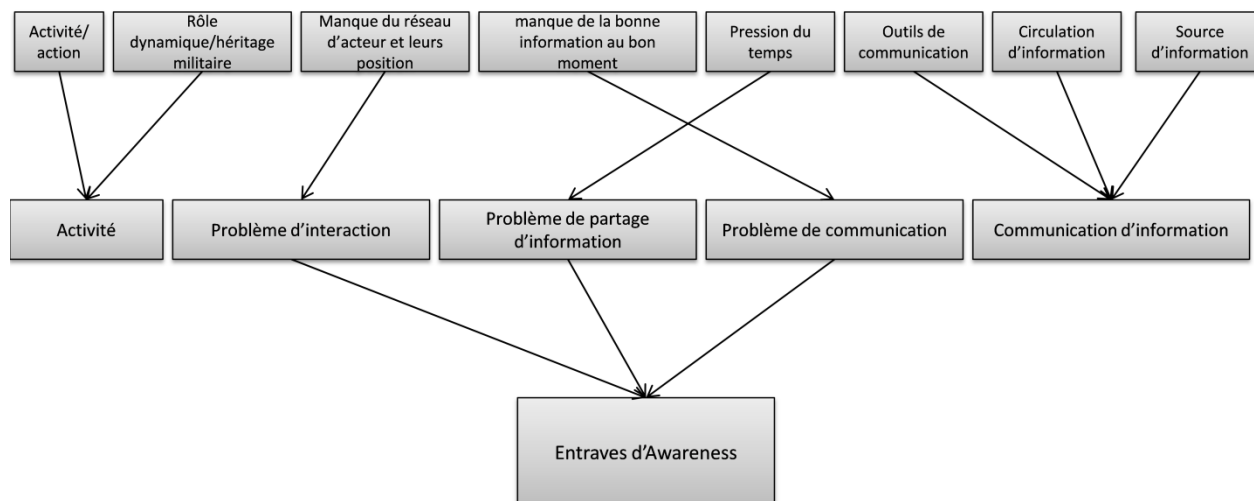 Activité/
action
Rôle
dynamique/héritage
militaire
Manque du réseau
d'acteur et leurs
position
manque de la bonne
information au bon
moment
Pression du
temps
Outils de
communication
Circulation
d'information
Source
d'information
Activité
Problème d'interaction
Problème de partage
d'information
Problème de communication
Communication d'information
Entraves d'Awareness